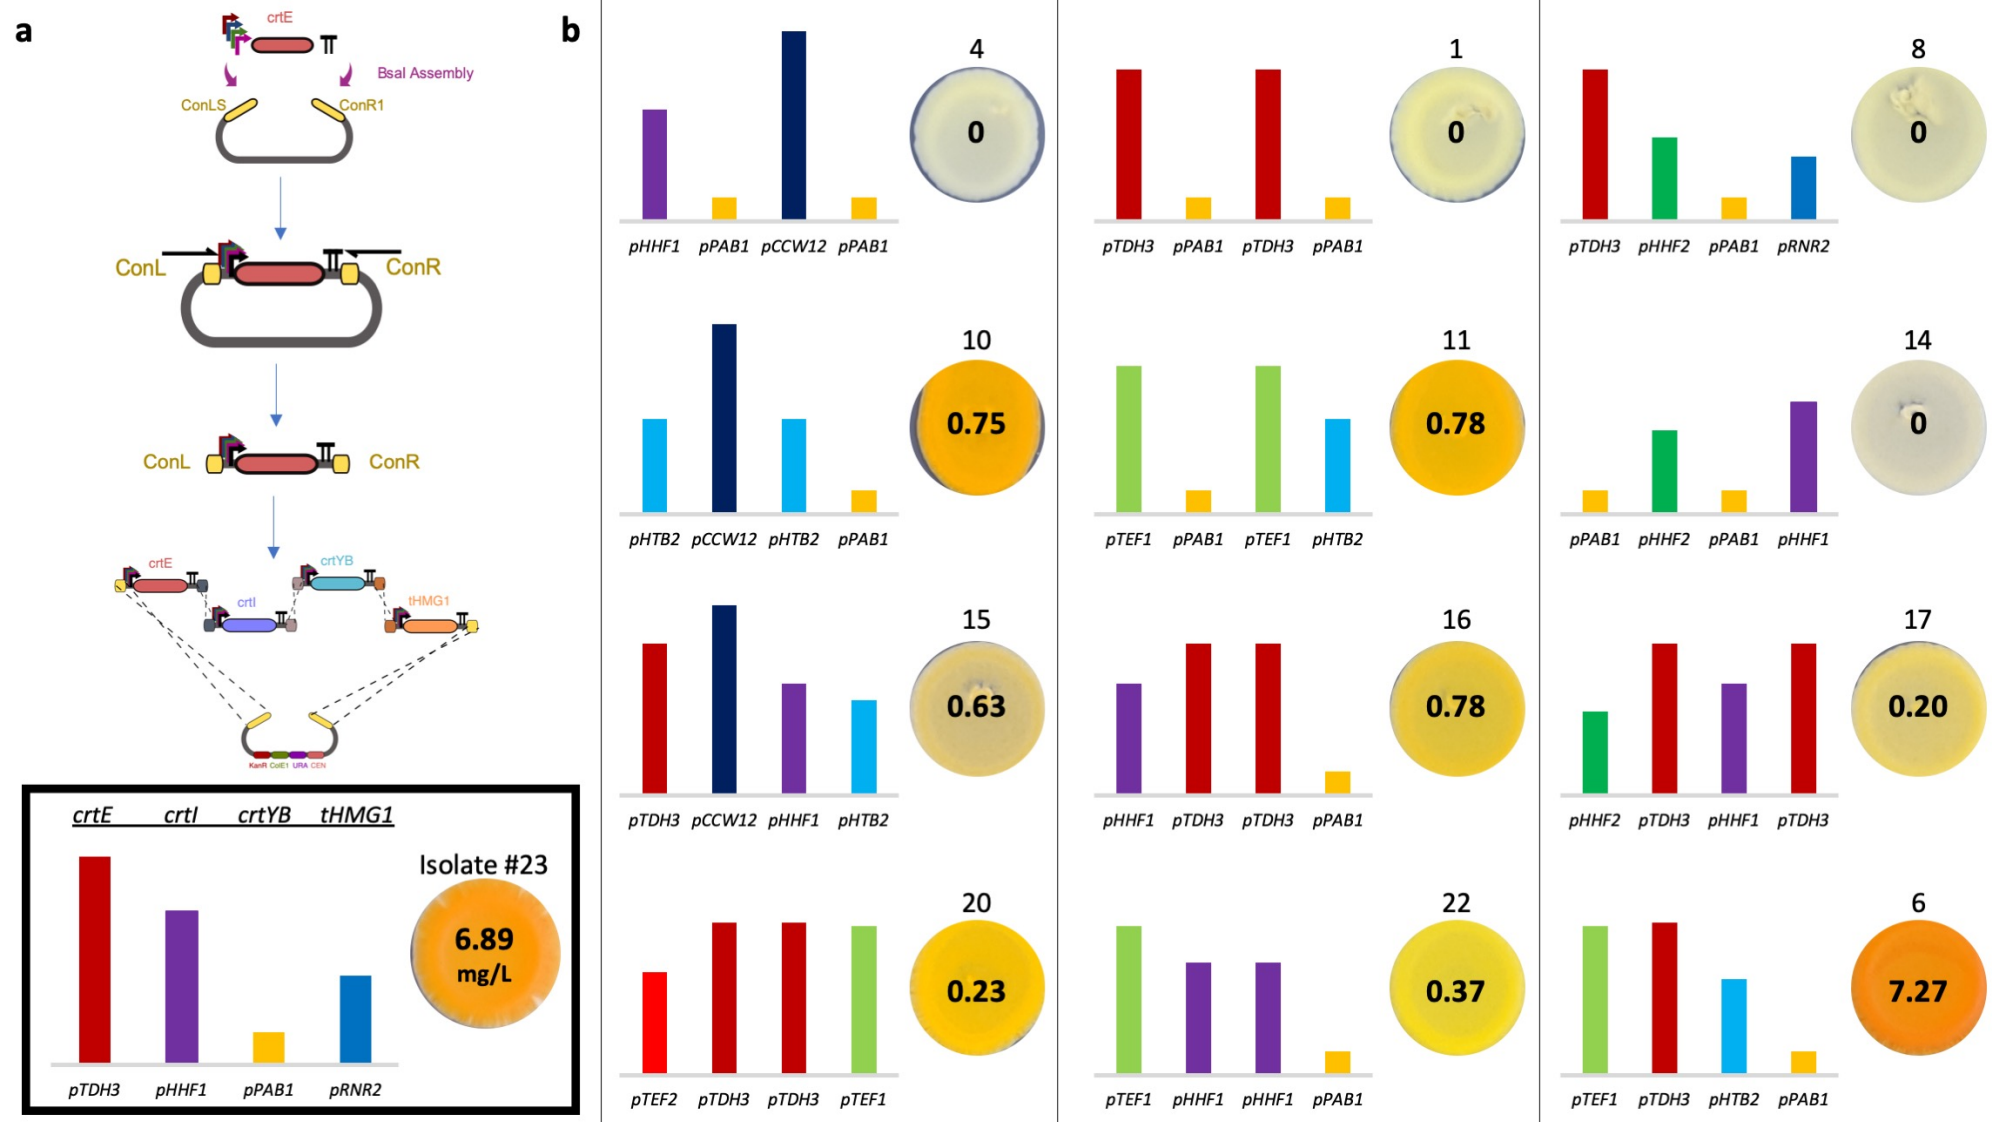 a
crtE
BsaI Assembly
ConLS
ConR1
ConL
ConR
ConL
ConR
crtE
crtYB
crtI
tHMG1
KanR ColE1 URA CEN
crtE crtI crtYB tHMG1
Isolate #23
6.89
mg/L
pTDH3 pHHF1 pPAB1 pRNR2
b
4
0
pHHF1 pPAB1 pCCW12 pPAB1
1
0
pTDH3 pPAB1 pTDH3 pPAB1
8
0
pTDH3 pHHF2 pPAB1 pRNR2
10
0.75
pHTB2 pCCW12 pHTB2 pPAB1
11
0.78
pTEF1 pPAB1 pTEF1 pHTB2
14
0
pPAB1 pHHF2 pPAB1 pHHF1
15
0.63
pTDH3 pCCW12 pHHF1 pHTB2
16
0.78
pHHF1 pTDH3 pTDH3 pPAB1
17
0.20
pHHF2 pTDH3 pHHF1 pTDH3
20
0.23
pTEF2 pTDH3 pTDH3 pTEF1
22
0.37
pTEF1 pHHF1 pHHF1 pPAB1
6
7.27
pTEF1 pTDH3 pHTB2 pPAB1